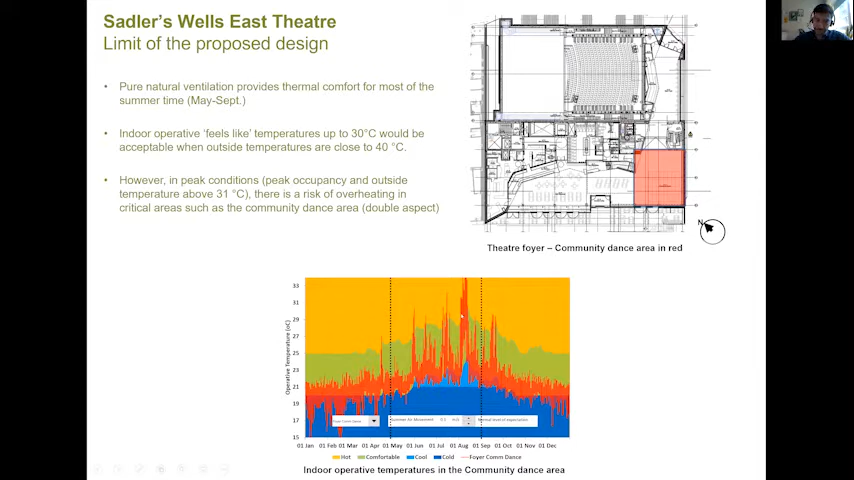 Sadler's Wells East Theatre
Limit of the proposed design
• Pure natural ventilation provides thermal comfort for most of the
summer time (May-Sept.)
• Indoor operative 'feels like' temperatures up to 30°C would be
acceptable when outside temperatures are close to 40 °C.
• However, in peak conditions (peak occupancy and outside
temperature above 31 °C), there is a risk of overheating in
critical areas such as the community dance area (double aspect)
N
Theatre foyer – Community dance area in red
Operative Temperature (oC)
33
31
29
27
25
23
21
19
17
15
01 Jan 01 Feb 01 Mar 01 Apr 01 May 01 Jun 01 Jul 01 Aug 01 Sep 01 Oct 01 Nov 01 Dec
Hot Comfortable Cool Cold Foyer Comm Dance
Indoor operative temperatures in the Community dance area